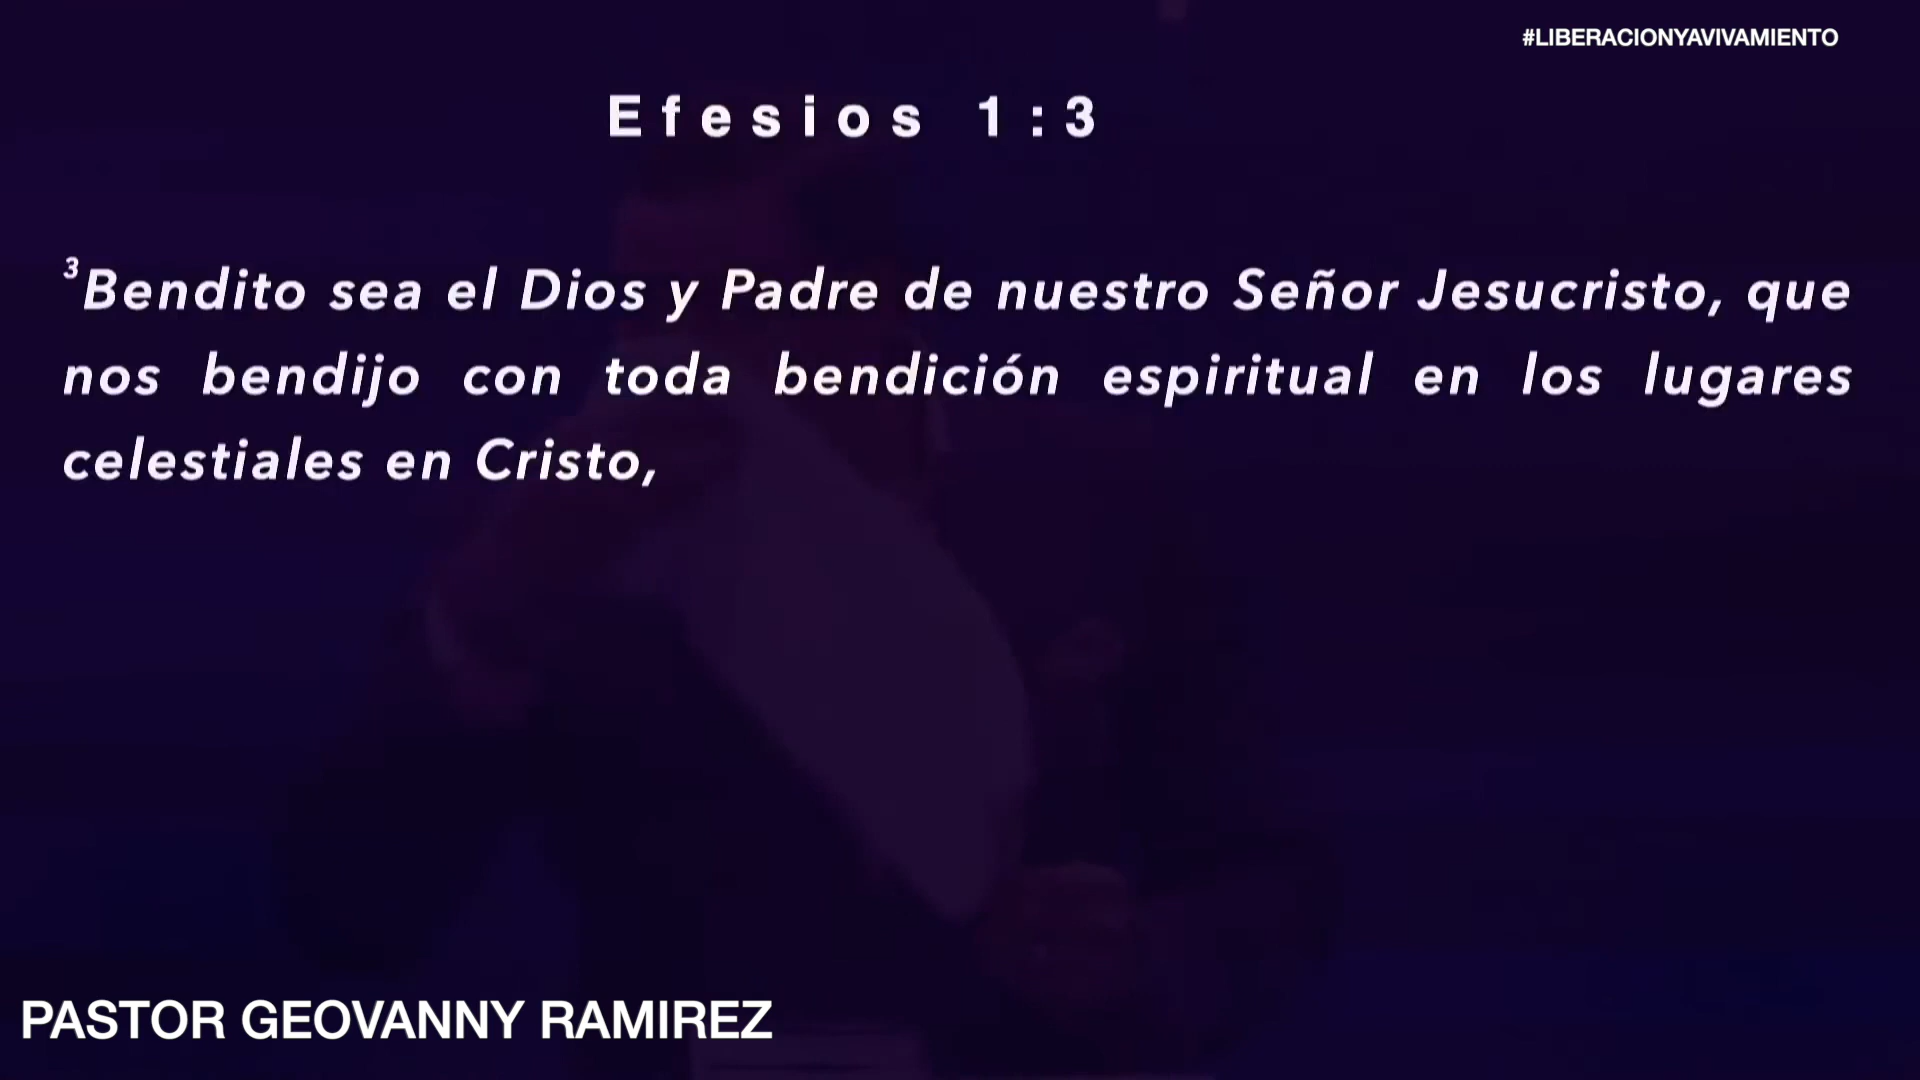 #LIBERACIONYAVIVAMIENTO
Efesios 1:3
³Bendito sea el Dios y Padre de nuestro Señor Jesucristo, que
nos bendijo con toda bendición espiritual en los lugares
celestiales en Cristo,
PASTOR GEOVANNY RAMIREZ